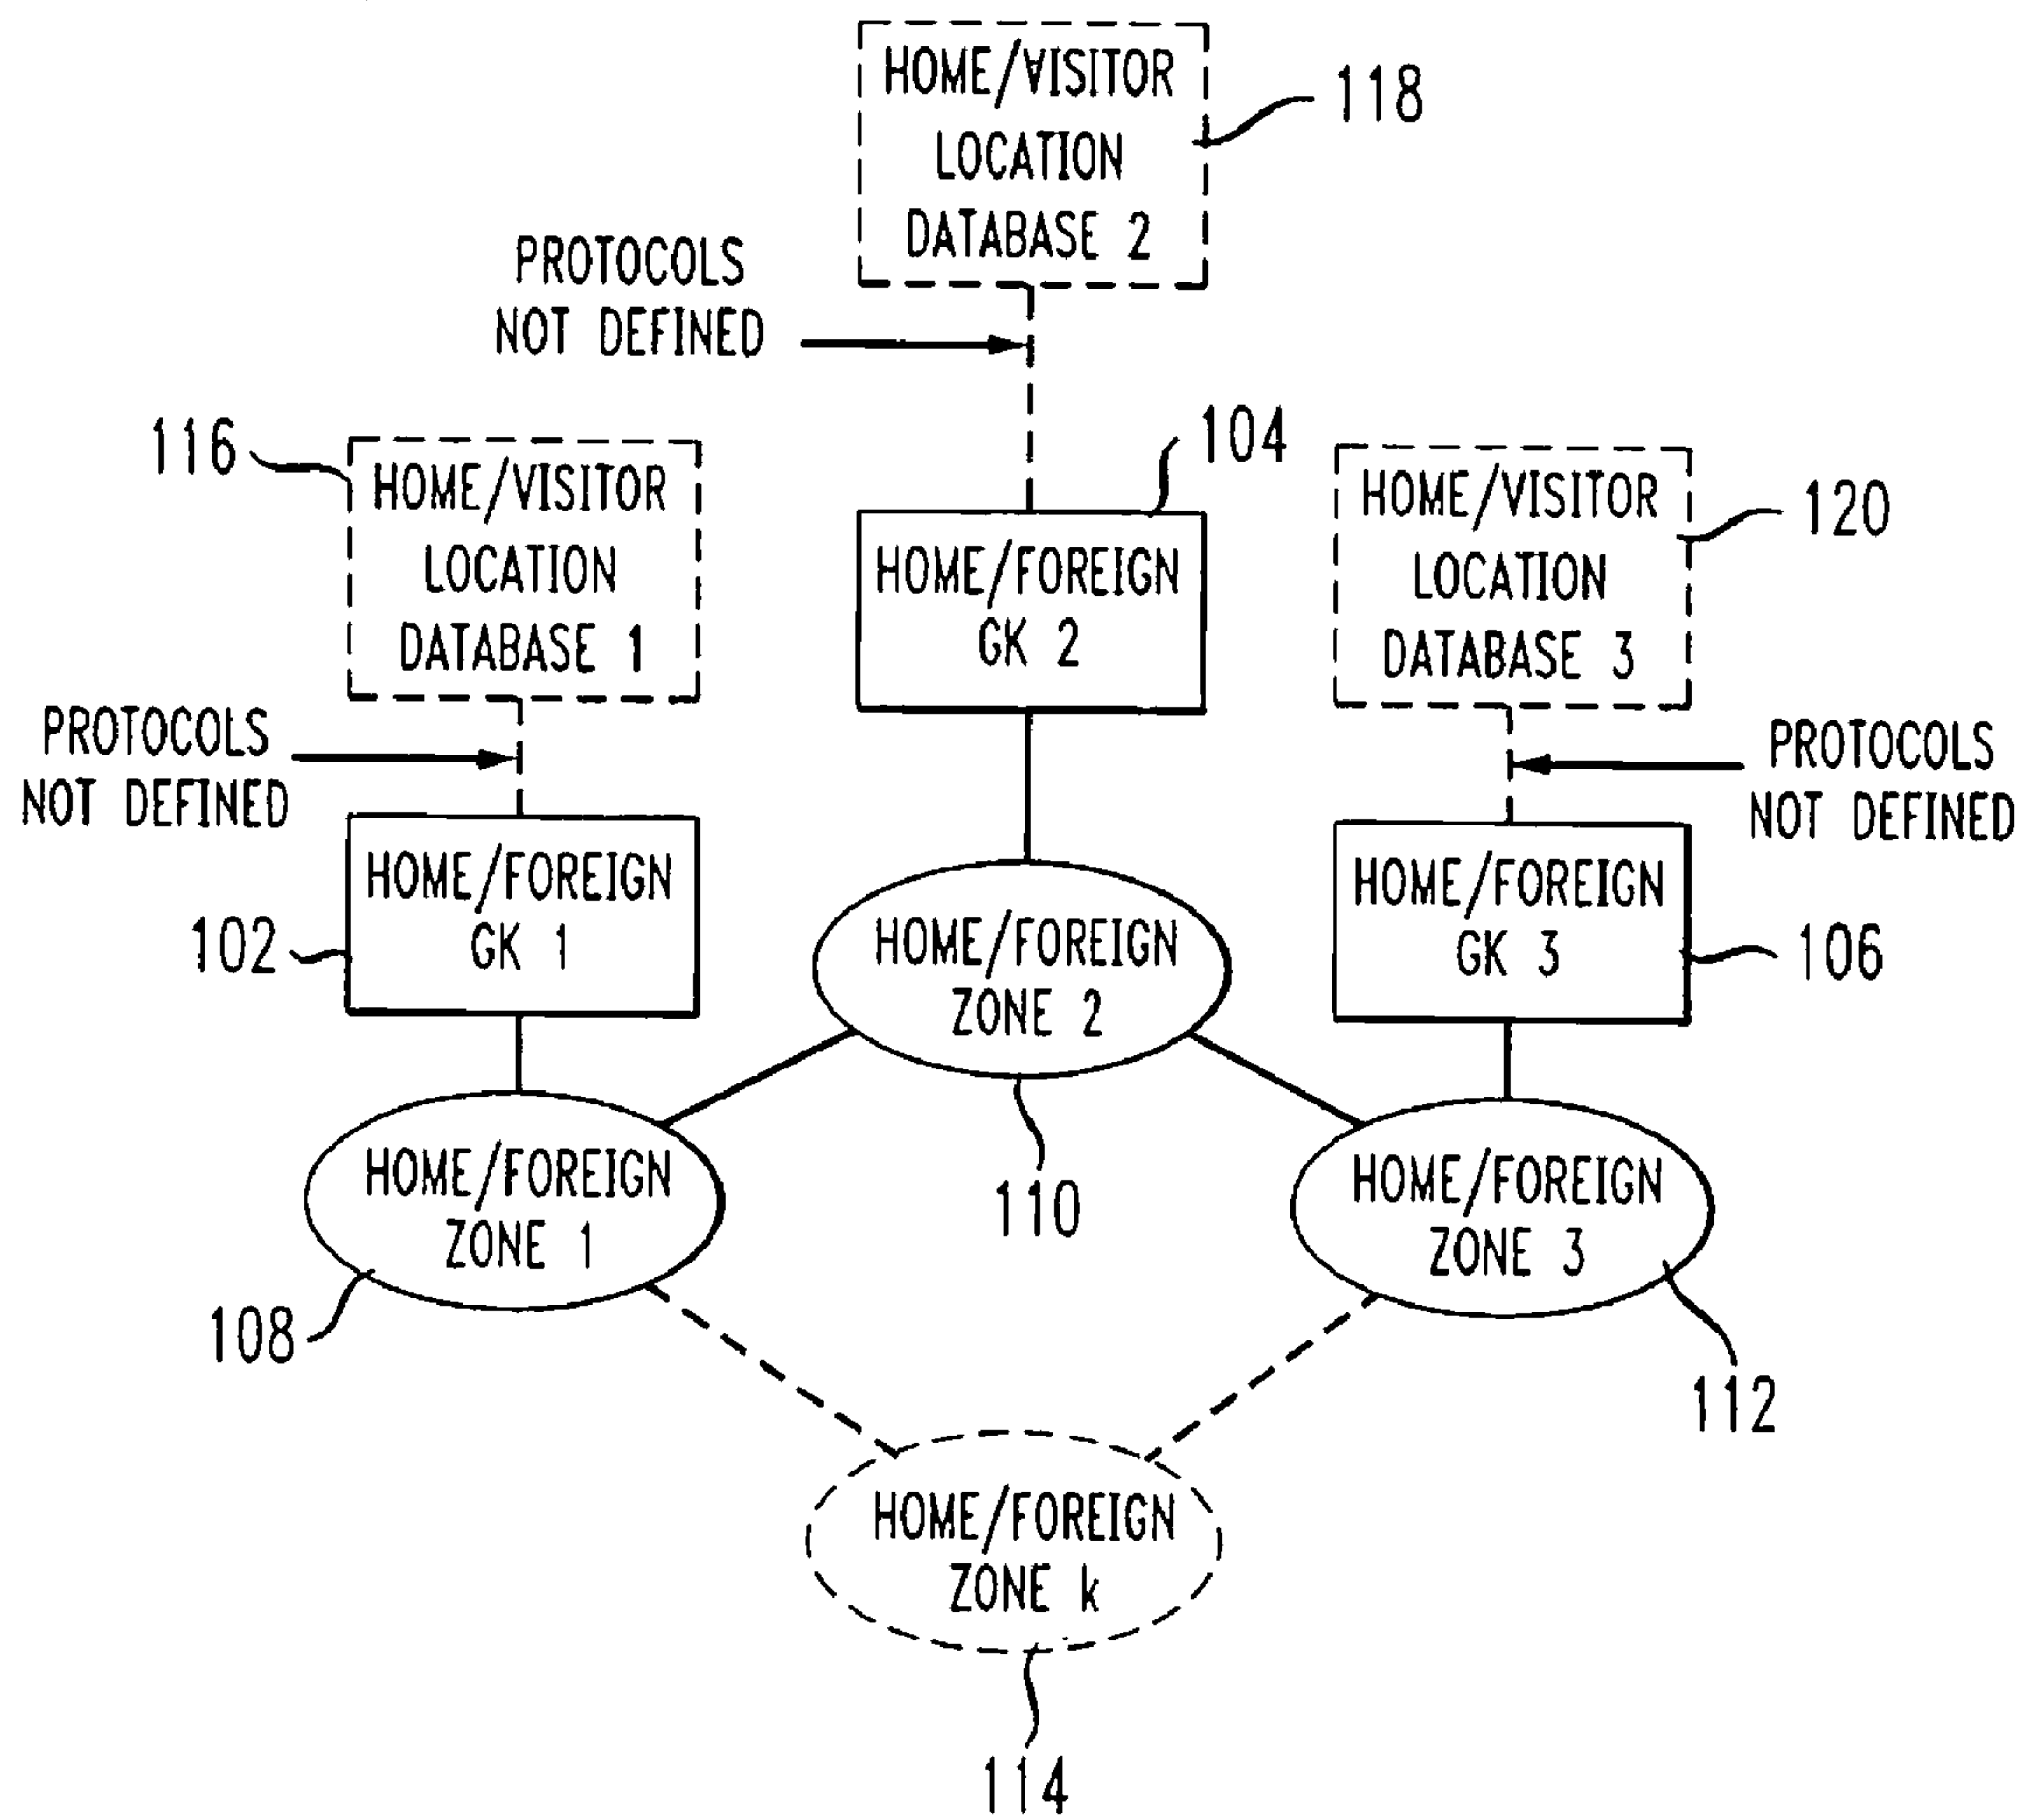 HOME/VISITOR
LOCATION
DATABASE 2
118
PROTOCOLS
NOT DEFINED
104
116
HOME/VISITOR
LOCATION
DATABASE 1
HOME/FOREIGN
GK 2
HOME/VISITOR
LOCATION
DATABASE 3
120
PROTOCOLS
NOT DEFINED
PROTOCOLS
NOT DEFINED
102
HOME/FOREIGN
GK 1
HOME/FOREIGN
ZONE 2
HOME/FOREIGN
GK 3
106
HOME/FOREIGN
ZONE 1
110
HOME/FOREIGN
ZONE 3
108
112
HOME/FOREIGN
ZONE k
114